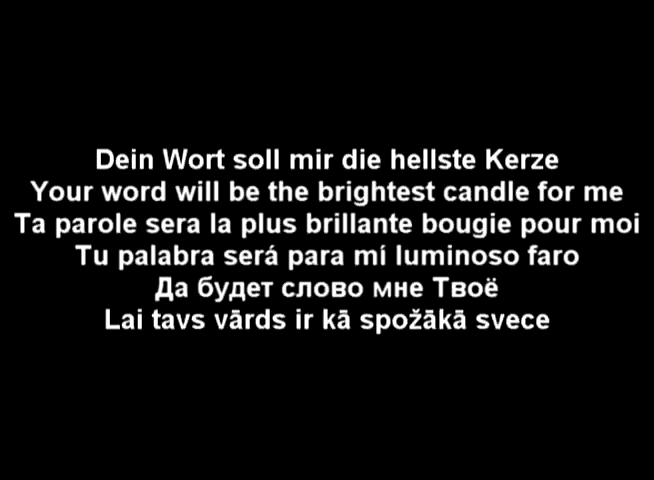 Dein Wort soll mir die hellste Kerze
Your word will be the brightest candle for me
Ta parole sera la plus brillante bougie pour moi
Tu palabra será para mí luminoso faro
Да будет слово мне Твоё
Lai tavs vārds ir kā spožākā svece